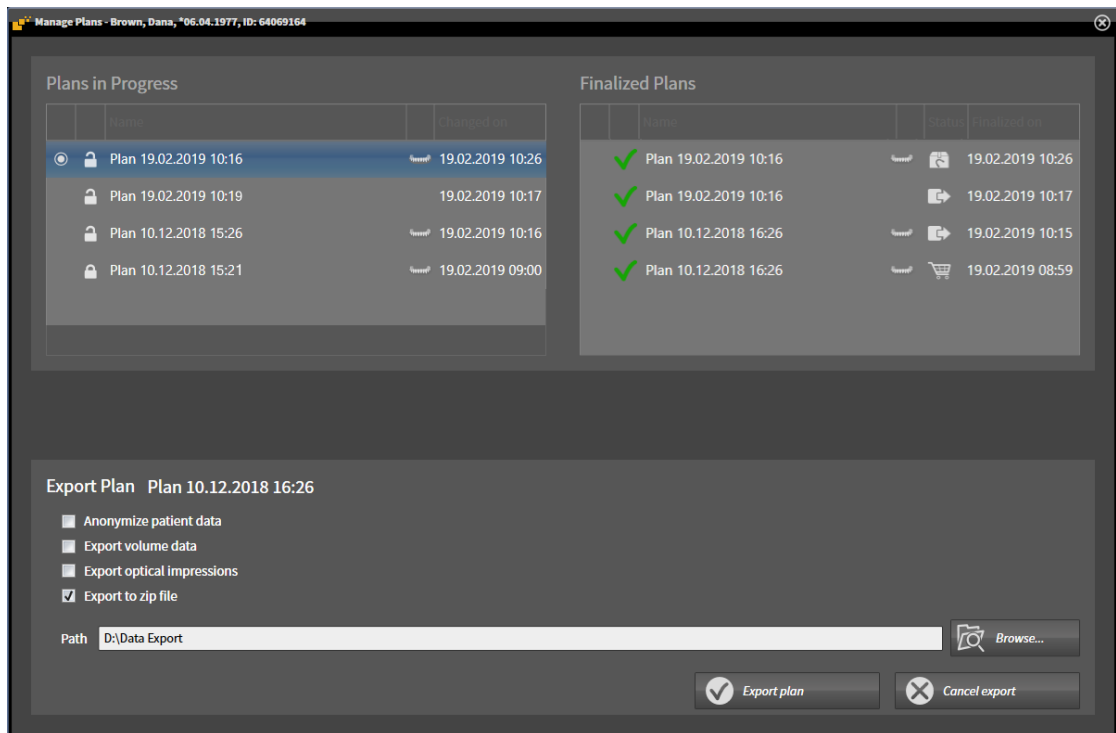 Manage Plans - Brown, Dana, *06.04.1977, ID: 64069164
Plans in Progress
Name Changed on
Plan 19.02.2019 10:16 19.02.2019 10:26
Plan 19.02.2019 10:19 19.02.2019 10:17
Plan 10.12.2018 15:26 19.02.2019 10:16
Plan 10.12.2018 15:21 19.02.2019 09:00
Finalized Plans
Name Status Finalized on
Plan 19.02.2019 10:16 19.02.2019 10:26
Plan 19.02.2019 10:16 19.02.2019 10:17
Plan 10.12.2018 16:26 19.02.2019 10:15
Plan 10.12.2018 16:26 19.02.2019 08:59
Export Plan Plan 10.12.2018 16:26
Anonymize patient data
Export volume data
Export optical impressions
Export to zip file
Path D:\Data Export Browse...
Export plan Cancel export